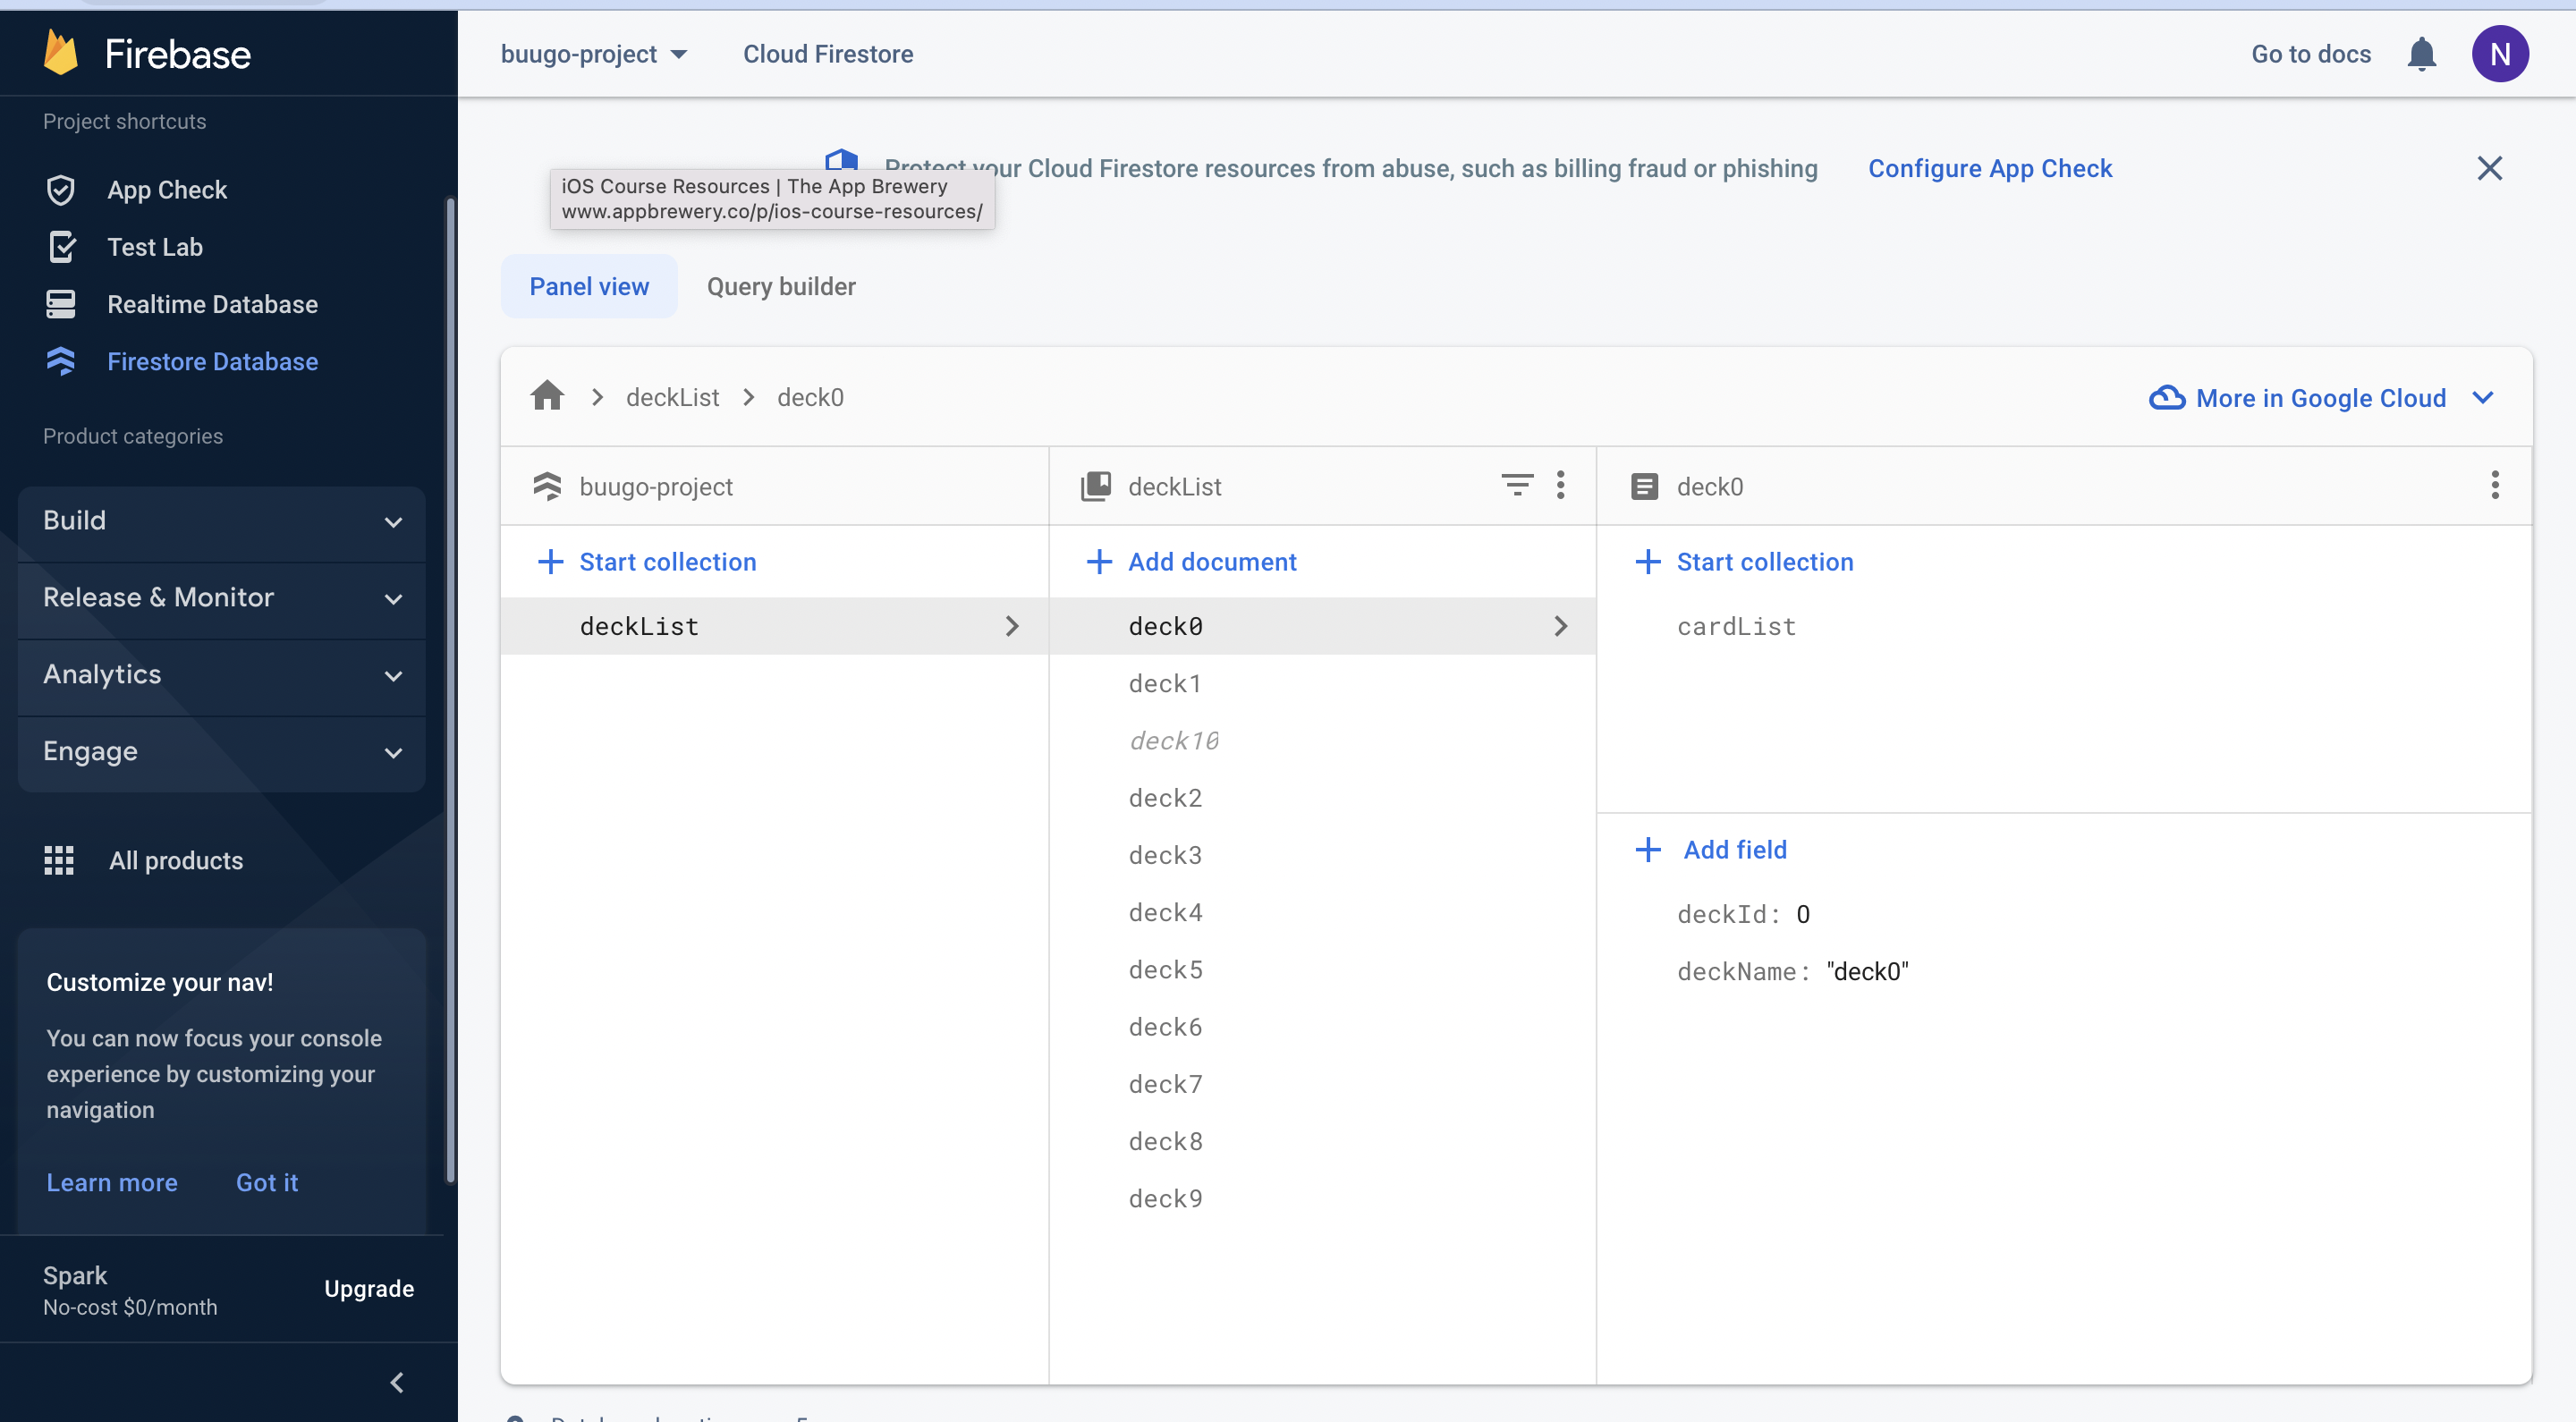 Firebase
Project shortcuts
App Check
Test Lab
Realtime Database
Firestore Database
Product categories
Build
Release & Monitor
Analytics
Engage
All products
Customize your nav!
You can now focus your console
experience by customizing your
navigation
Learn more Got it
Spark
No-cost $0/month
Upgrade
buugo-project Cloud Firestore
Go to docs
N
Protect your Cloud Firestore resources from abuse, such as billing fraud or phishing Configure App Check
iOS Course Resources | The App Brewery
www.appbrewery.co/p/ios-course-resources/
Panel view Query builder
deckList deck0
More in Google Cloud
buugo-project
Start collection
deckList
deckList
Add document
deck0
deck1
deck10
deck2
deck3
deck4
deck5
deck6
deck7
deck8
deck9
deck0
Start collection
cardList
Add field
deckId: 0
deckName: "deck0"